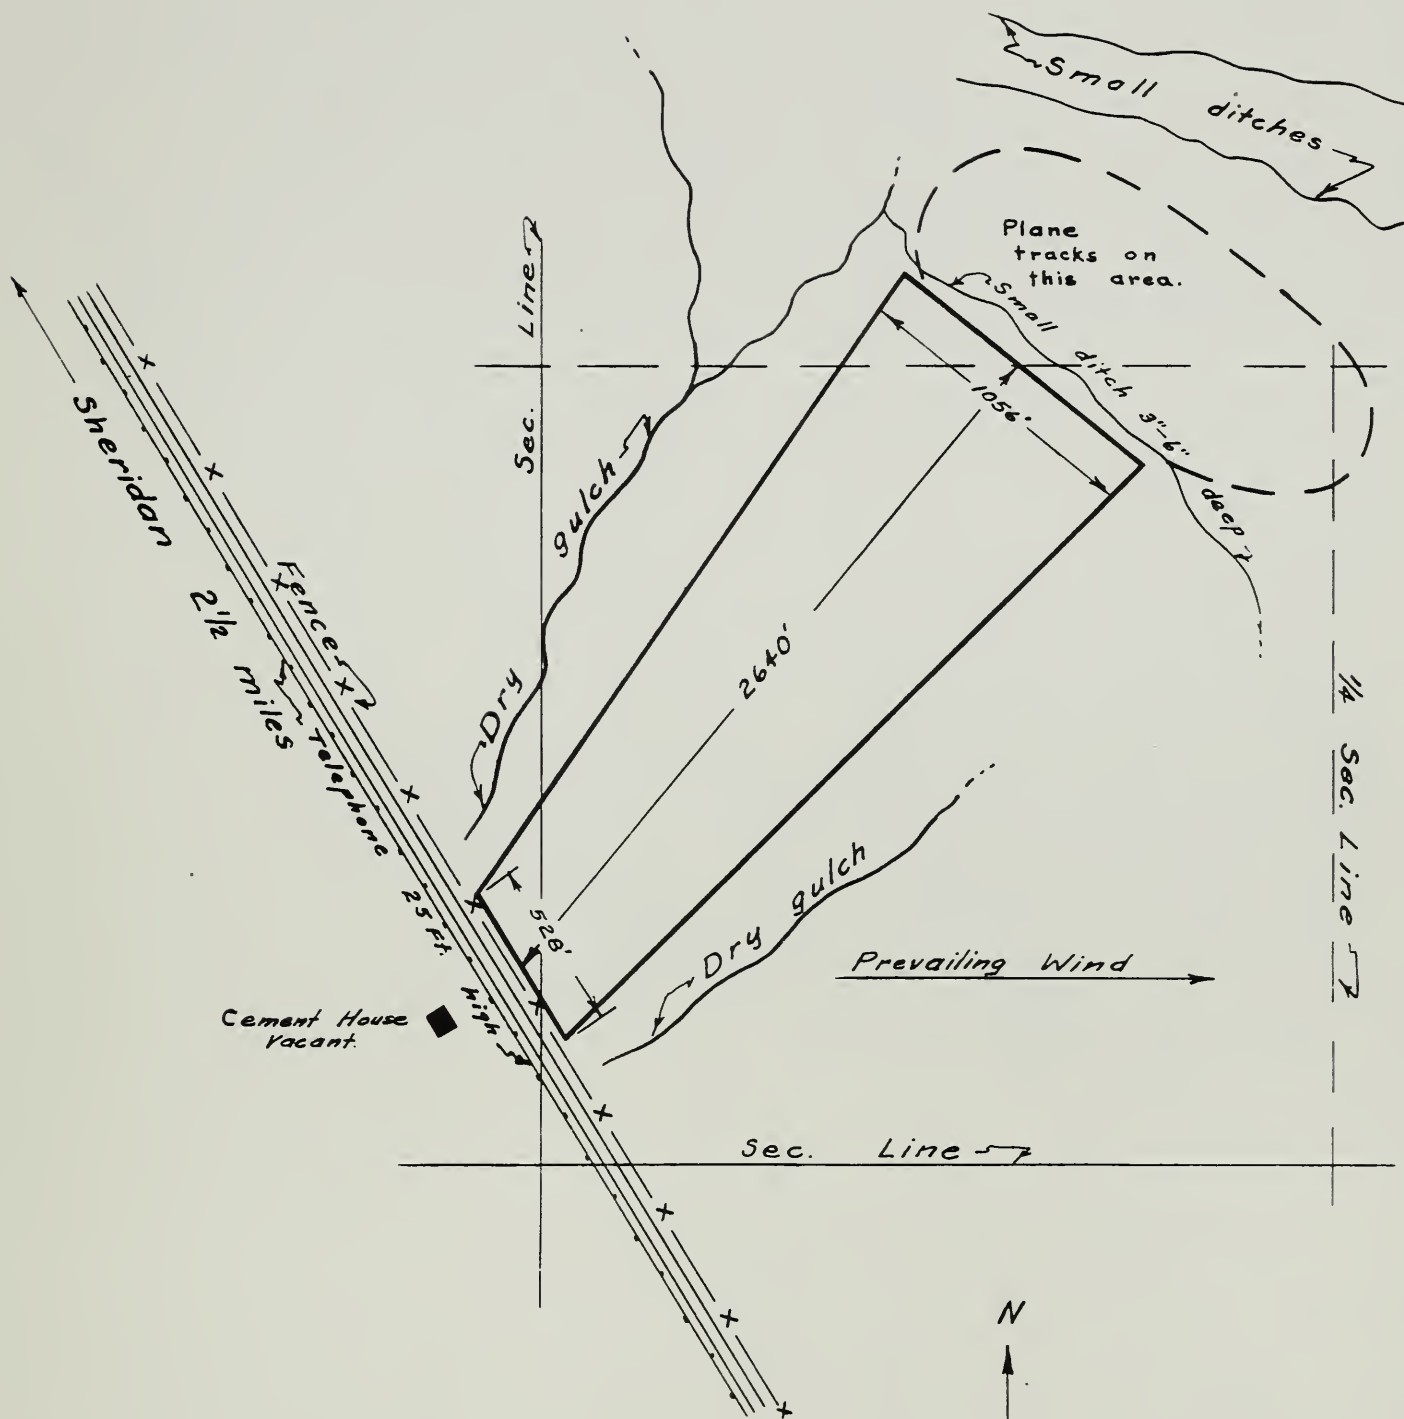 Small ditches
Plane
tracks on
this area.
Small ditch 3"-6" deep
Sec. Line
1056'
gulch
Dry
Sheridan 2½ miles
Fence
Telephone 25 Ft. high
2640'
¼ Sec. Line
528'
Dry gulch
Prevailing Wind
Cement House
Vacant.
Sec. Line
N